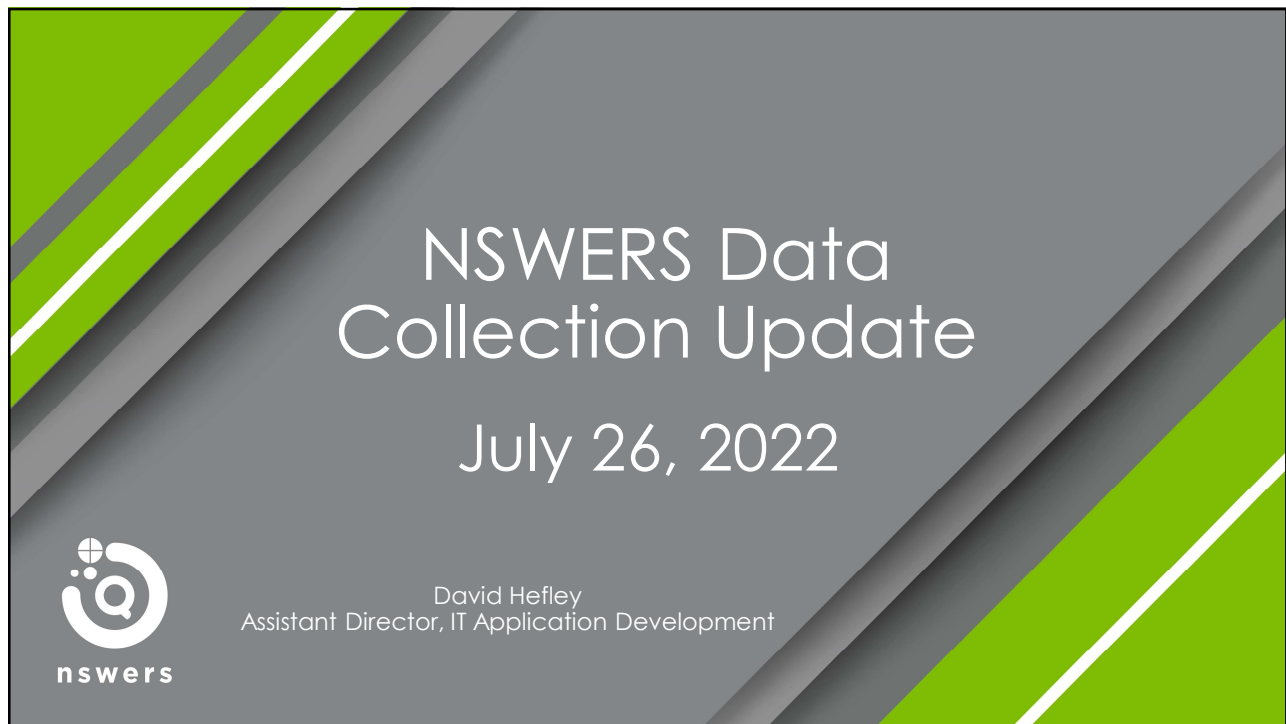 NSWERS Data
Collection Update
July 26, 2022
David Hefley
Assistant Director, IT Application Development
nswers